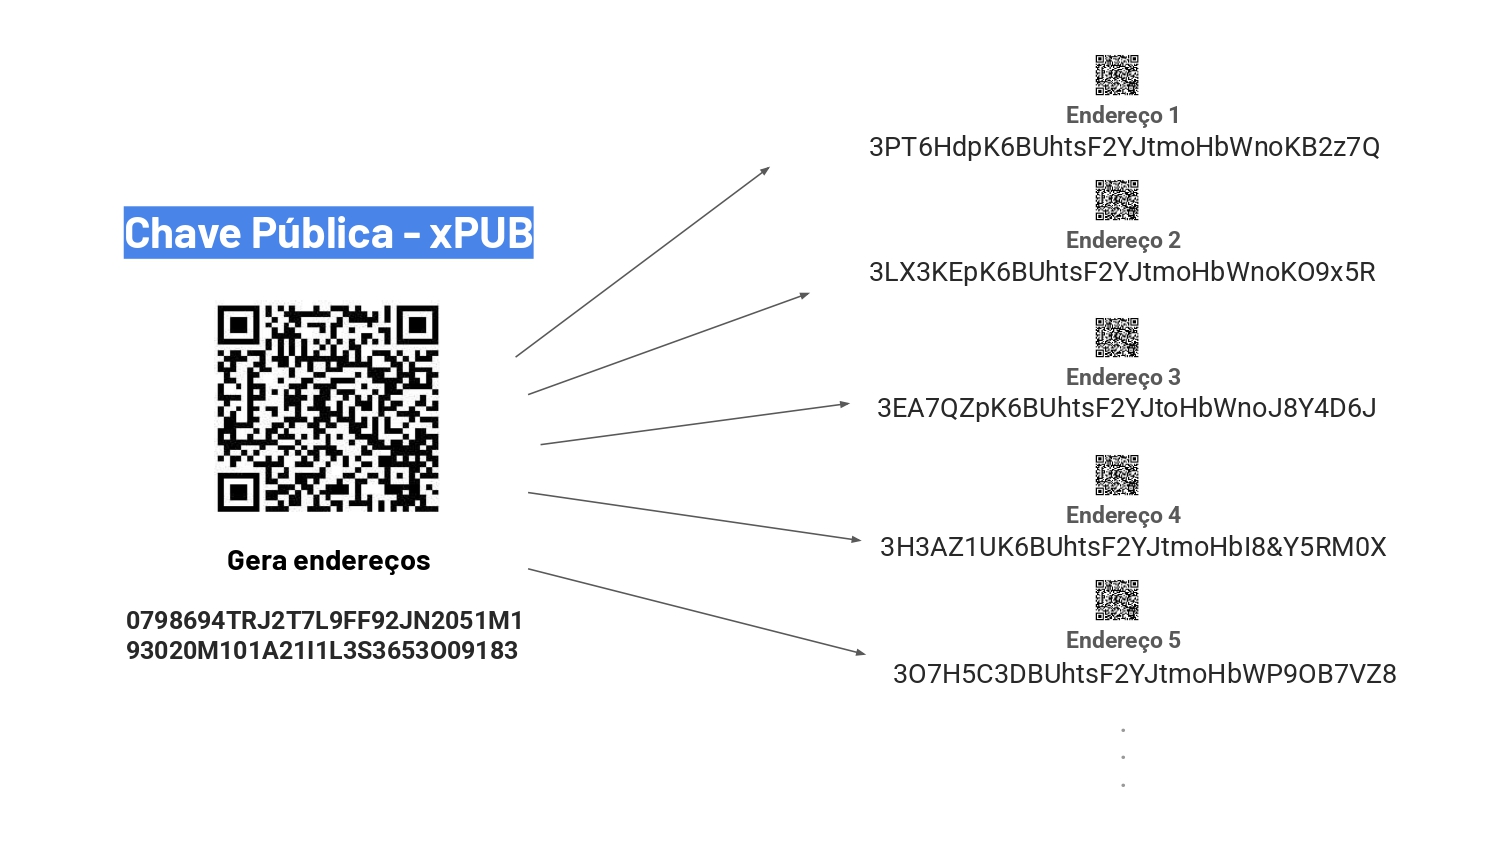 Chave Pública - xPUB
Gera endereços
0798694TRJ2T7L9FF92JN2051M1
93020M101A21I1L3S3653O09183
Endereço 1
3PT6HdpK6BUhtsF2YJtmoHbWnoKB2z7Q
Endereço 2
3LX3KEpK6BUhtsF2YJtmoHbWnoKO9x5R
Endereço 3
3EA7QZpK6BUhtsF2YJtoHbWnoJ8Y4D6J
Endereço 4
3H3AZ1UK6BUhtsF2YJtmoHbI8&Y5RM0X
Endereço 5
3O7H5C3DBUhtsF2YJtmoHbWP9OB7VZ8
.
.
.